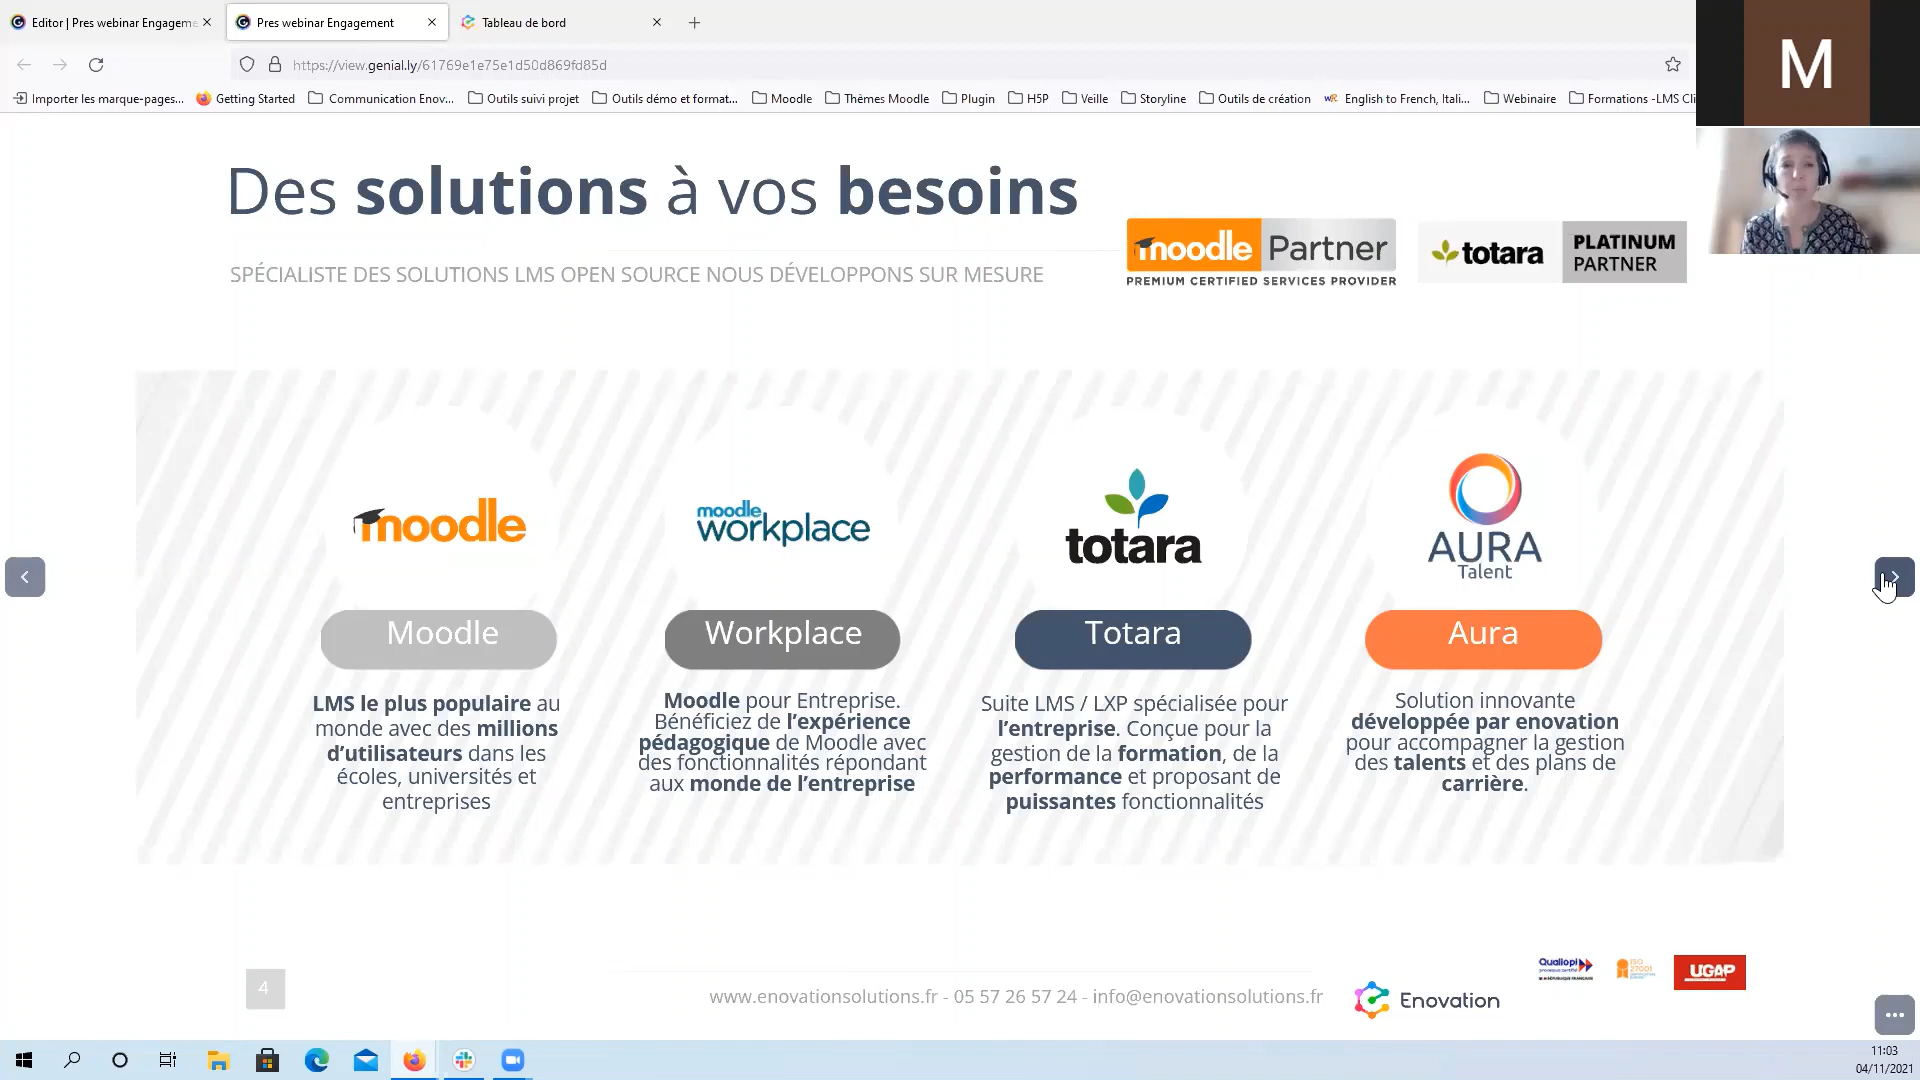 Editor | Pres webinar Engageme
Pres webinar Engagement
Tableau de bord
https://view.genial.ly/61769e1e75e1d50d869fd85d
Importer les marque-pages...
Getting Started
Communication Enov...
Outils suivi projet
Outils démo et format...
Moodle
Thèmes Moodle
Plugin
H5P
Veille
Storyline
Outils de création
English to French, Itali...
Webinaire
Formations -LMS Cli
M
Des solutions à vos besoins
SPÉCIALISTE DES SOLUTIONS LMS OPEN SOURCE NOUS DÉVELOPPONS SUR MESURE
moodle Partner
PREMIUM CERTIFIED SERVICES PROVIDER
totara
PLATINUM
PARTNER
moodle
moodle
workplace
totara
AURA
Talent
Moodle
Workplace
Totara
Aura
LMS le plus populaire au
monde avec des millions
d’utilisateurs dans les
écoles, universités et
entreprises
Moodle pour Entreprise.
Bénéficiez de l’expérience
pédagogique de Moodle avec
des fonctionnalités répondant
aux monde de l’entreprise
Suite LMS / LXP spécialisée pour
l’entreprise. Conçue pour la
gestion de la formation, de la
performance et proposant de
puissantes fonctionnalités
Solution innovante
développée par enovation
pour accompagner la gestion
des talents et des plans de
carrière.
4
www.enovationsolutions.fr - 05 57 26 57 24 - info@enovationsolutions.fr
Enovation
Qualiopi
processus certifié
ISO
27001
UGAP
11:03
04/11/2021